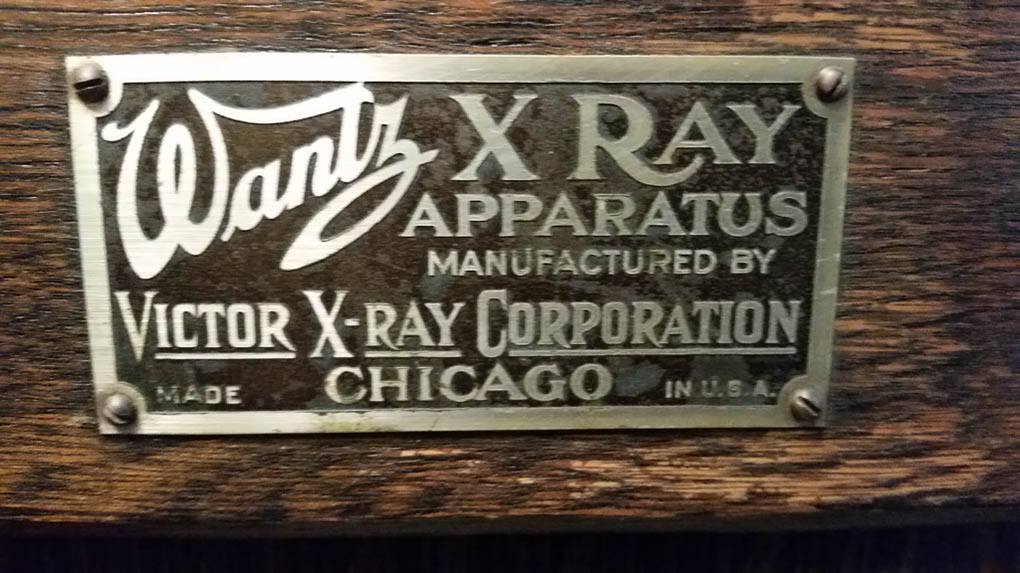 Wantz X RAY
APPARATUS
MANUFACTURED BY
VICTOR X-RAY CORPORATION
MADE CHICAGO IN U.S.A.